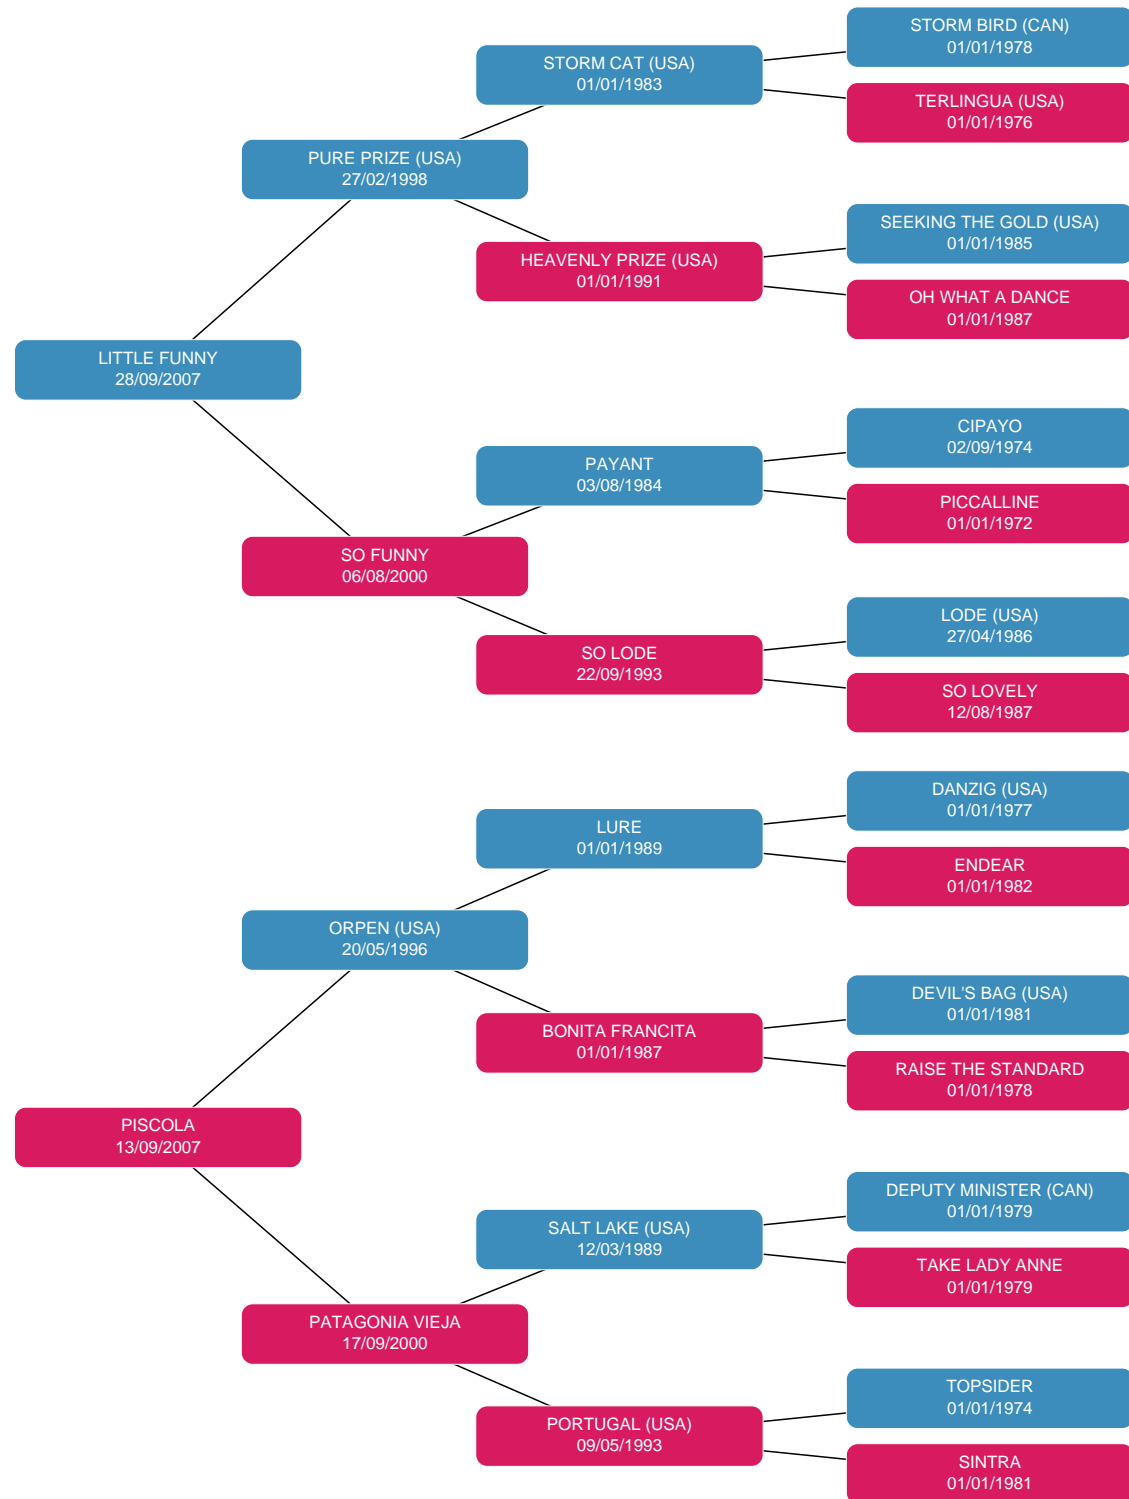 STORM BIRD (CAN)
01/01/1978
STORM CAT (USA)
01/01/1983
TERLINGUA (USA)
01/01/1976
PURE PRIZE (USA)
27/02/1998
SEEKING THE GOLD (USA)
01/01/1985
HEAVENLY PRIZE (USA)
01/01/1991
OH WHAT A DANCE
01/01/1987
LITTLE FUNNY
28/09/2007
CIPAYO
02/09/1974
PAYANT
03/08/1984
PICCALLINE
01/01/1972
SO FUNNY
06/08/2000
LODE (USA)
27/04/1986
SO LODE
22/09/1993
SO LOVELY
12/08/1987
DANZIG (USA)
01/01/1977
LURE
01/01/1989
ENDEAR
01/01/1982
ORPEN (USA)
20/05/1996
DEVIL'S BAG (USA)
01/01/1981
BONITA FRANCITA
01/01/1987
RAISE THE STANDARD
01/01/1978
PISCOLA
13/09/2007
DEPUTY MINISTER (CAN)
01/01/1979
SALT LAKE (USA)
12/03/1989
TAKE LADY ANNE
01/01/1979
PATAGONIA VIEJA
17/09/2000
TOPSIDER
01/01/1974
PORTUGAL (USA)
09/05/1993
SINTRA
01/01/1981